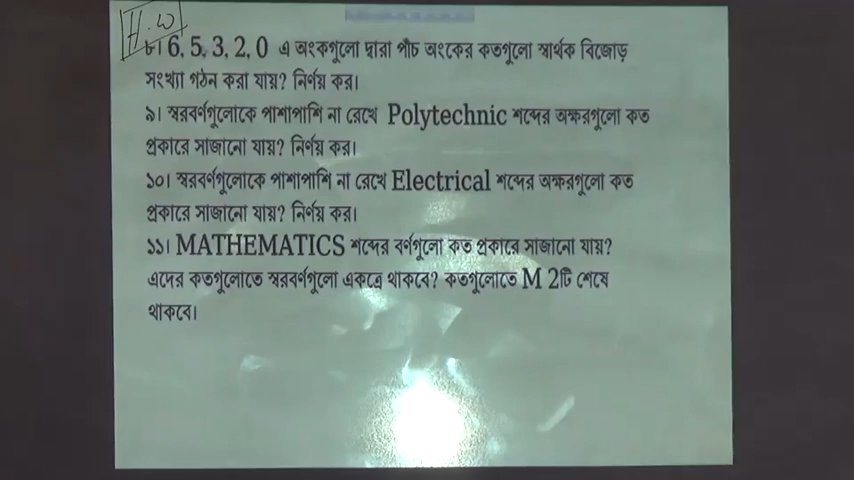 H.W
৮। 6, 5, 3, 2, 0 এ অংকগুলো দ্বারা পাঁচ অংকের কতগুলো স্বার্থক বিজোড়
সংখ্যা গঠন করা যায়? নির্ণয় কর।
৯। স্বরবর্ণগুলোকে পাশাপাশি না রেখে Polytechnic শব্দের অক্ষরগুলো কত
প্রকারে সাজানো যায়? নির্ণয় কর।
১০। স্বরবর্ণগুলোকে পাশাপাশি না রেখে Electrical শব্দের অক্ষরগুলো কত
প্রকারে সাজানো যায়? নির্ণয় কর।
১১। MATHEMATICS শব্দের বর্ণগুলো কত প্রকারে সাজানো যায়?
এদের কতগুলোতে স্বরবর্ণগুলো একত্রে থাকবে? কতগুলোতে M 2টি শেষে
থাকবে।